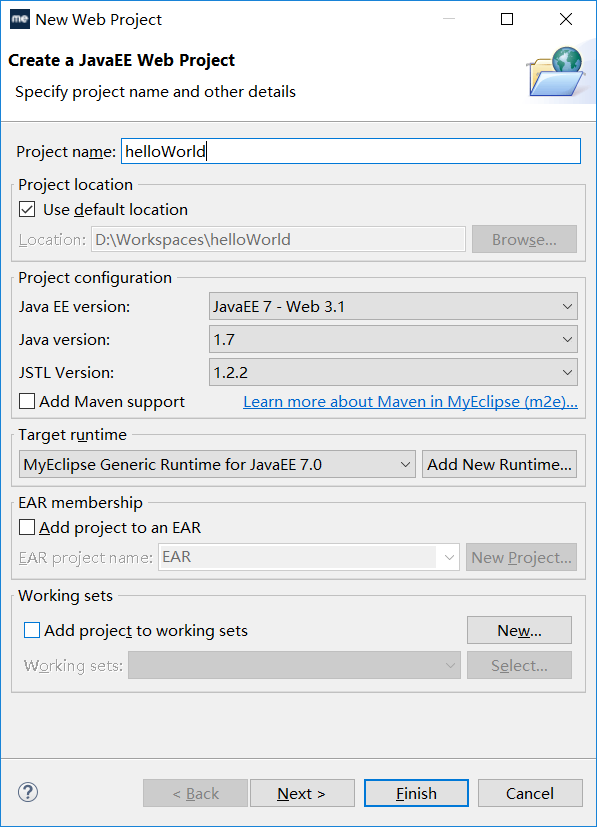 me New Web Project
Create a JavaEE Web Project
Specify project name and other details
Project name: helloWorld
Project location
Use default location
Location: D:\Workspaces\helloWorld Browse...
Project configuration
Java EE version: JavaEE 7 - Web 3.1
Java version: 1.7
JSTL Version: 1.2.2
Add Maven support Learn more about Maven in MyEclipse (m2e)...
Target runtime
MyEclipse Generic Runtime for JavaEE 7.0 Add New Runtime...
EAR membership
Add project to an EAR
EAR project name: EAR New Project...
Working sets
Add project to working sets New...
Working sets: Select...
? < Back Next > Finish Cancel